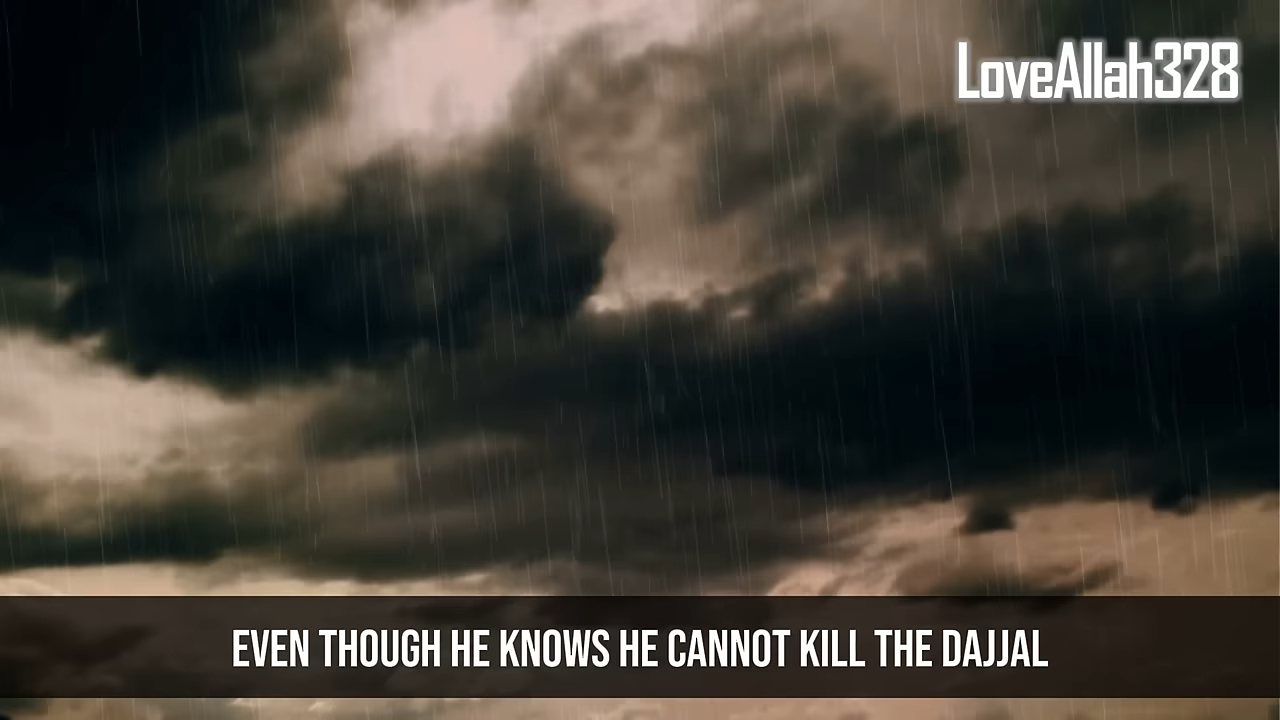 LoveAllah328
EVEN THOUGH HE KNOWS HE CANNOT KILL THE DAJJAL